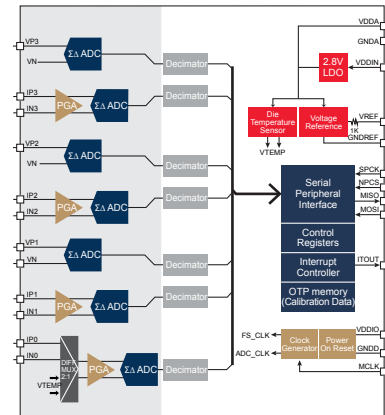 VP3
VN
ΣΔ ADC
Decimator
IP3
IN3
PGA
ΣΔ ADC
Decimator
VP2
VN
ΣΔ ADC
Decimator
IP2
IN2
PGA
ΣΔ ADC
Decimator
VP1
VN
ΣΔ ADC
Decimator
IP1
IN1
PGA
ΣΔ ADC
Decimator
IP0
IN0
VTEMP
DIFF
MUX
2:1
PGA
ΣΔ ADC
Decimator
VDDA
GNDA
2.8V
LDO
VDDIN
Die
Temperature
Sensor
Voltage
Reference
VREF
1K
GNDREF
VTEMP
Serial
Peripheral
Interface
SPCK
NPCS
MISO
MOSI
Control
Registers
Interrupt
Controller
ITOUT
OTP memory
(Calibration Data)
FS_CLK
ADC_CLK
Clock
Generator
Power
On Reset
VDDIO
GNDD
MCLK